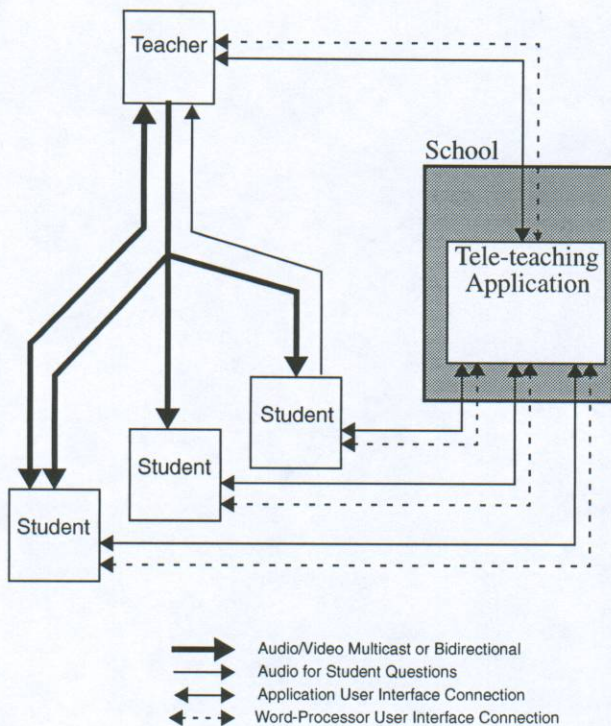 Teacher
School
Tele-teaching
Application
Student
Student
Student
Audio/Video Multicast or Bidirectional
Audio for Student Questions
Application User Interface Connection
Word-Processor User Interface Connection